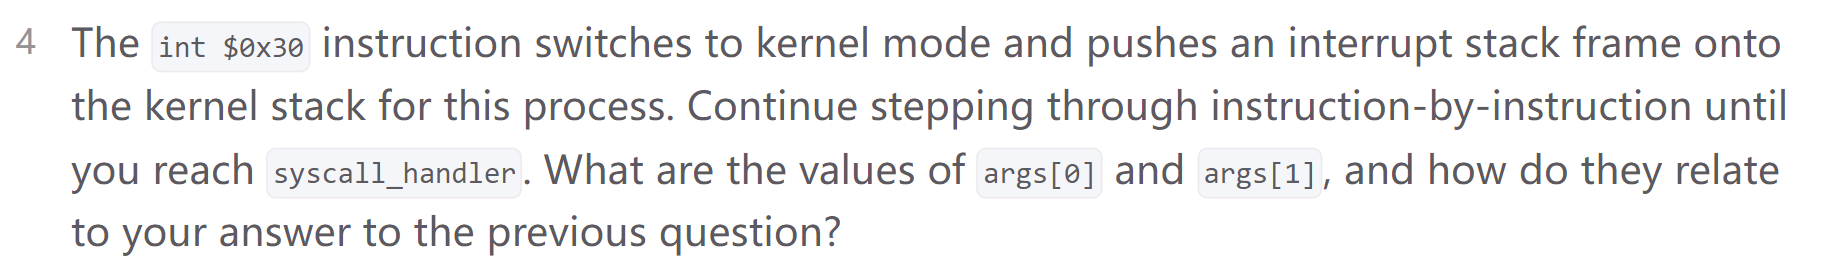 4 The int $0x30 instruction switches to kernel mode and pushes an interrupt stack frame onto
the kernel stack for this process. Continue stepping through instruction-by-instruction until
you reach syscall_handler. What are the values of args[0] and args[1], and how do they relate
to your answer to the previous question?